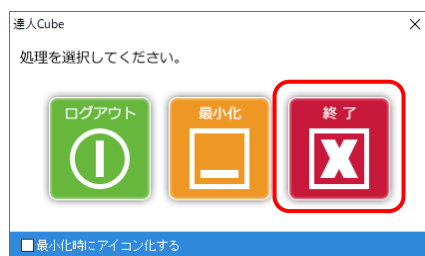 達人Cube
処理を選択してください。
ログアウト
最小化
終了
最小化時にアイコン化する